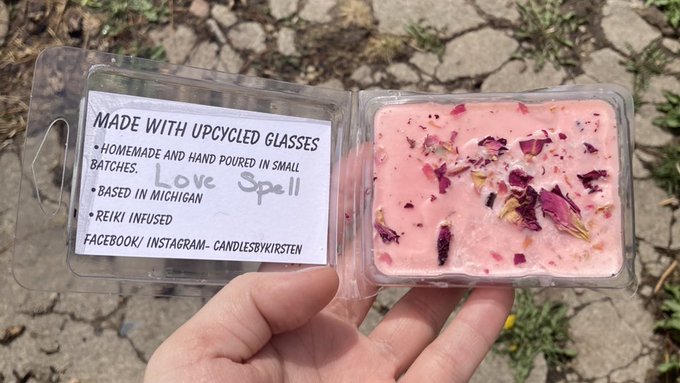 MADE WITH UPCYCLED GLASSES
• HOMEMADE AND HAND POURED IN SMALL
BATCHES.
Love Spell
• BASED IN MICHIGAN
• REIKI INFUSED
FACEBOOK/ INSTAGRAM- CANDLESBYKIRSTEN